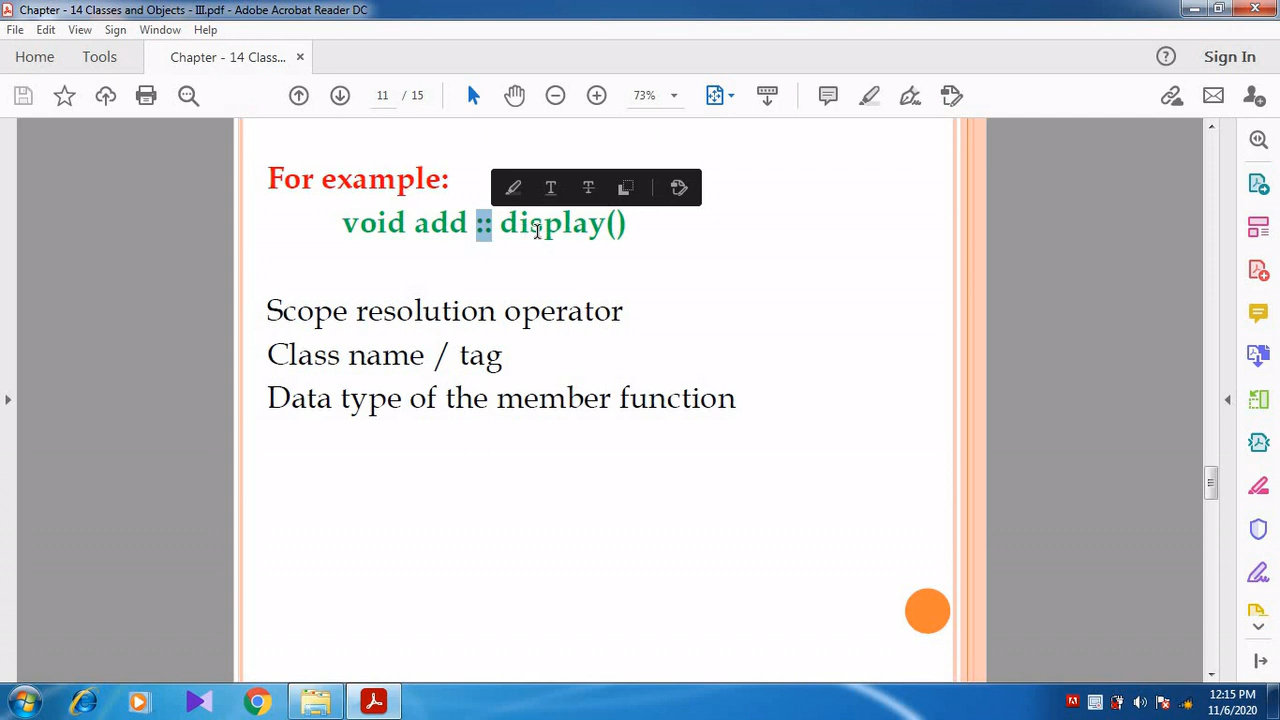 Chapter - 14 Classes and Objects - III.pdf - Adobe Acrobat Reader DC
File Edit View Sign Window Help
Home Tools Chapter - 14 Class... × Sign In
11 / 15 73%
For example:
void add :: display()
Scope resolution operator
Class name / tag
Data type of the member function
12:15 PM
11/6/2020